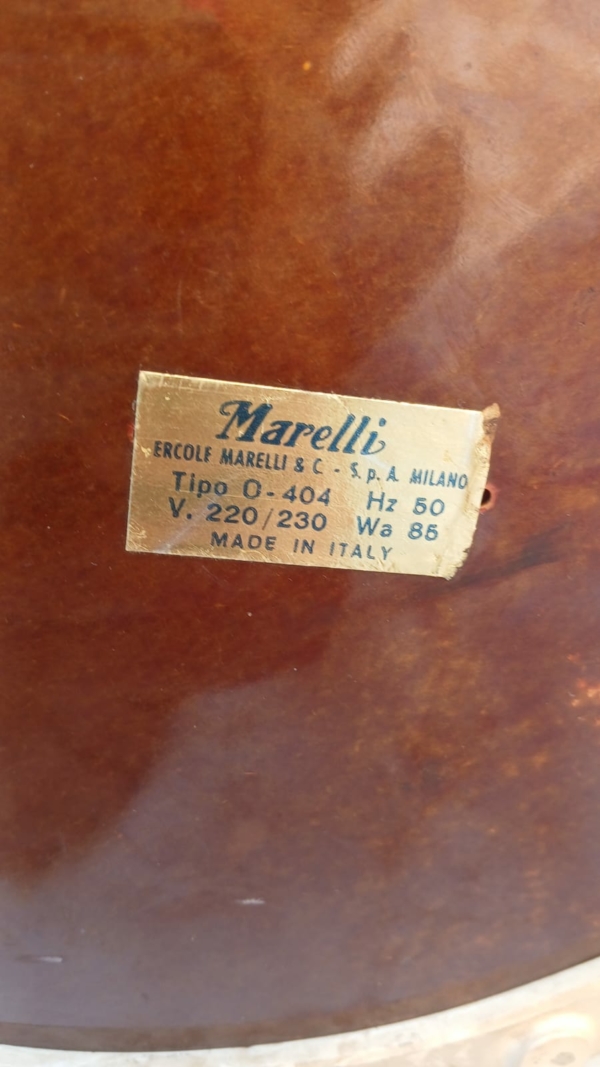 Marelli
ERCOLE MARELLI & C. - S. p. A. MILANO
Tipo O-404 Hz 50
V. 220/230 Wa 85
MADE IN ITALY